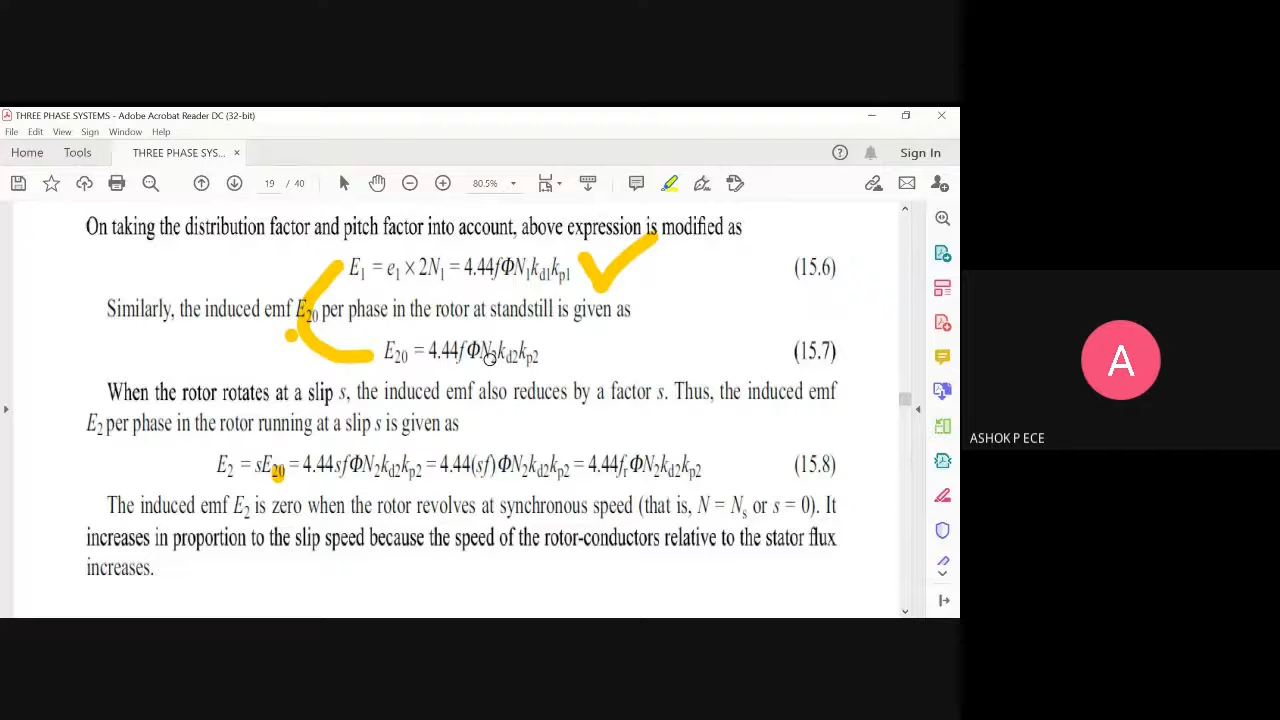 THREE PHASE SYSTEMS - Adobe Acrobat Reader DC (32-bit)
File Edit View Window Sign Help
Home Tools THREE PHASE SYS... × Sign In
19 / 40 80.5%
On taking the distribution factor and pitch factor into account, above expression is modified as
E₁ = e₁ × 2N₁ = 4.44fΦN₁k_d1k_p1 (15.6)
Similarly, the induced emf E₂₀ per phase in the rotor at standstill is given as
E₂₀ = 4.44fΦN₂k_d2k_p2 (15.7)
When the rotor rotates at a slip s, the induced emf also reduces by a factor s. Thus, the induced emf
E₂ per phase in the rotor running at a slip s is given as
E₂ = sE₂₀ = 4.44sfΦN₂k_d2k_p2 = 4.44(sf)ΦN₂k_d2k_p2 = 4.44f_rΦN₂k_d2k_p2 (15.8)
The induced emf E₂ is zero when the rotor revolves at synchronous speed (that is, N = N_s or s = 0). It
increases in proportion to the slip speed because the speed of the rotor-conductors relative to the stator flux
increases.
A
ASHOK P ECE